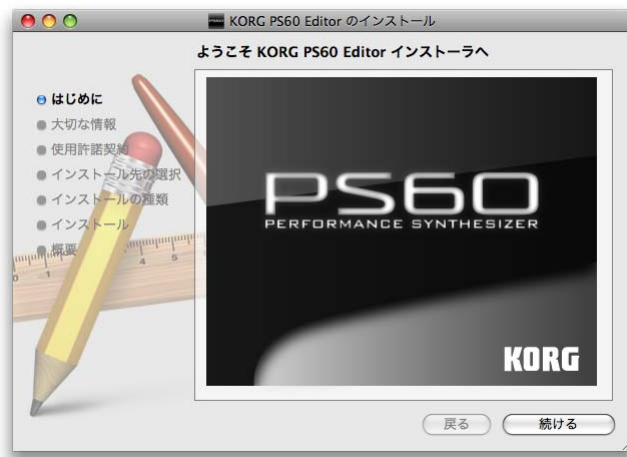 KORG PS60 Editor のインストール
ようこそ KORG PS60 Editor インストーラへ
はじめに
大切な情報
使用許諾契約
インストール先の選択
インストールの種類
インストール
概要
PS60
PERFORMANCE SYNTHESIZER
KORG
戻る
続ける